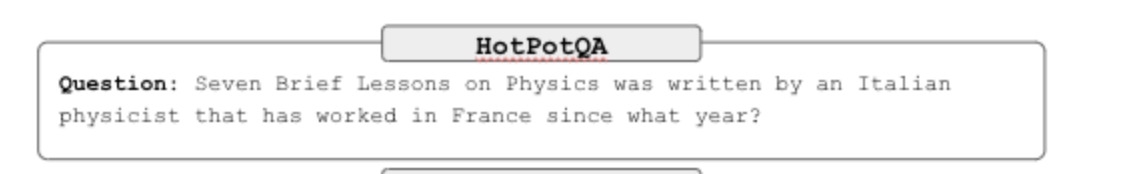 HotPotQA
Question: Seven Brief Lessons on Physics was written by an Italian
physicist that has worked in France since what year?